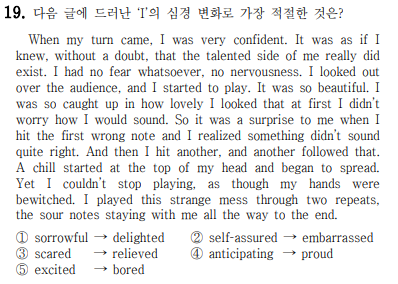 19. 다음 글에 드러난 'I'의 심경 변화로 가장 적절한 것은?
When my turn came, I was very confident. It was as if I
knew, without a doubt, that the talented side of me really did
exist. I had no fear whatsoever, no nervousness. I looked out
over the audience, and I started to play. It was so beautiful. I
was so caught up in how lovely I looked that at first I didn't
worry how I would sound. So it was a surprise to me when I
hit the first wrong note and I realized something didn't sound
quite right. And then I hit another, and another followed that.
A chill started at the top of my head and began to spread.
Yet I couldn't stop playing, as though my hands were
bewitched. I played this strange mess through two repeats,
the sour notes staying with me all the way to the end.
① sorrowful → delighted ② self-assured → embarrassed
③ scared → relieved ④ anticipating → proud
⑤ excited → bored